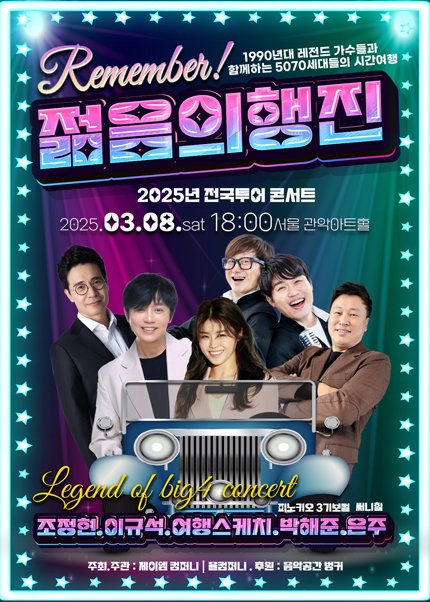 Remember!
1990년대 레전드 가수들과
함께하는 5070세대들의 시간여행
젊음의행진
2025년 전국투어 콘서트
2025.03.08.sat 18:00 서울 관악아트홀
Legend of big4 concert
피노키오 3기보컬 써니힐
조정현.이규석.여행스케치.박해준.은주
주최.주관 : 제이엠 컴퍼니 | 플컴퍼니 . 후원 : 음악공간 벙커